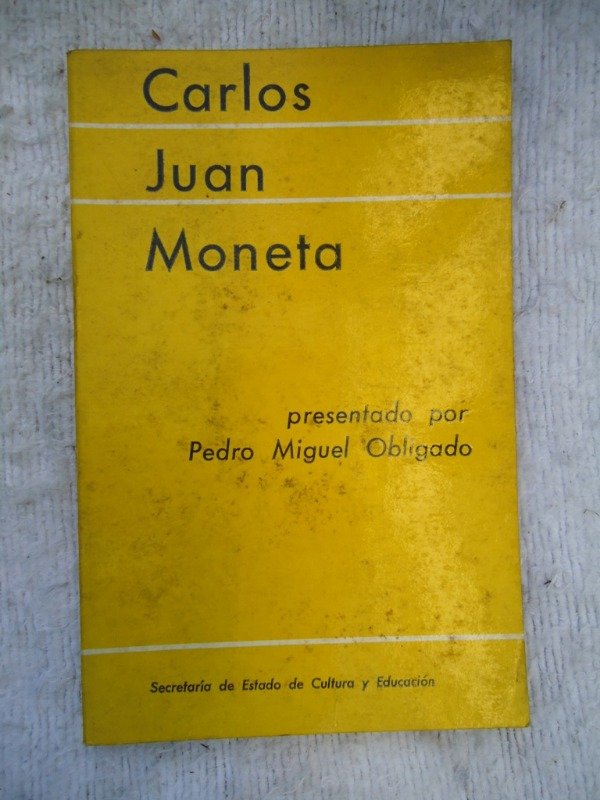 Carlos
Juan
Moneta
presentado por
Pedro Miguel Obligado
Secretaría de Estado de Cultura y Educación